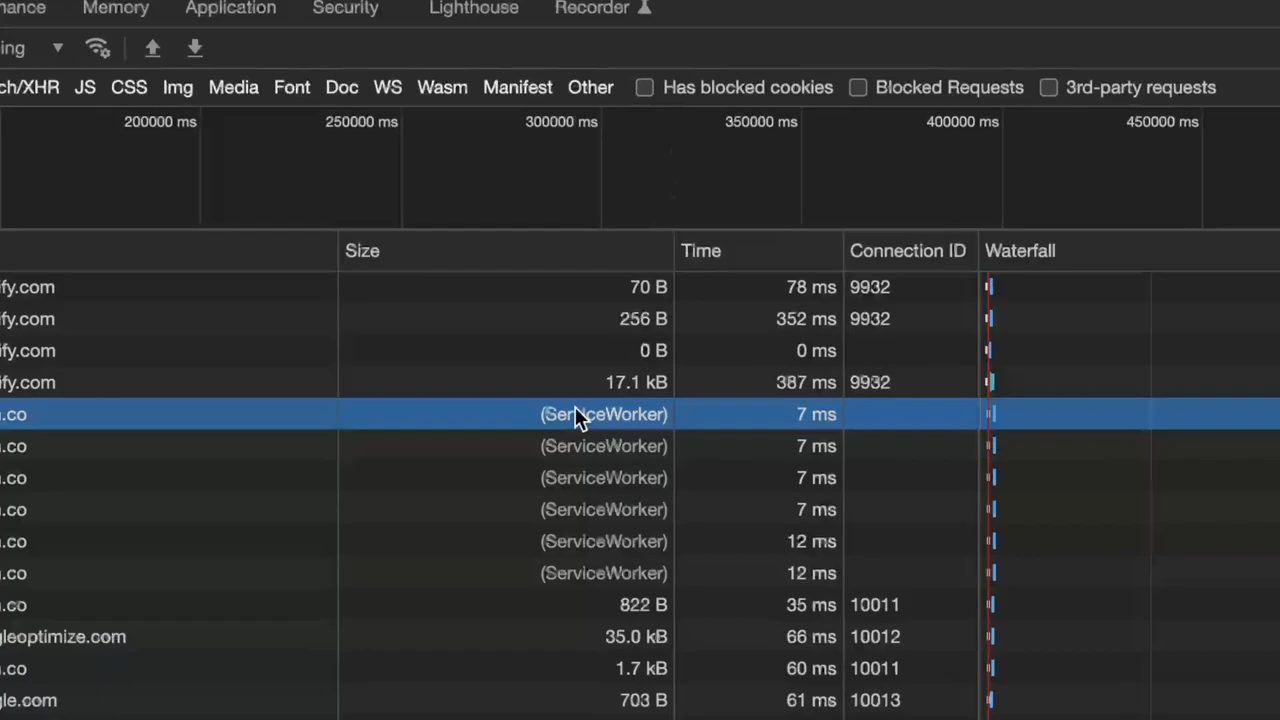 nance Memory Application Security Lighthouse Recorder
ing
ch/XHR JS CSS Img Media Font Doc WS Wasm Manifest Other Has blocked cookies Blocked Requests 3rd-party requests
200000 ms 250000 ms 300000 ms 350000 ms 400000 ms 450000 ms
Size Time Connection ID Waterfall
ify.com 70 B 78 ms 9932
ify.com 256 B 352 ms 9932
ify.com 0 B 0 ms
ify.com 17.1 kB 387 ms 9932
.co (ServiceWorker) 7 ms
.co (ServiceWorker) 7 ms
.co (ServiceWorker) 7 ms
.co (ServiceWorker) 7 ms
.co (ServiceWorker) 12 ms
.co (ServiceWorker) 12 ms
.co 822 B 35 ms 10011
gleoptimize.com 35.0 kB 66 ms 10012
.co 1.7 kB 60 ms 10011
gle.com 703 B 61 ms 10013